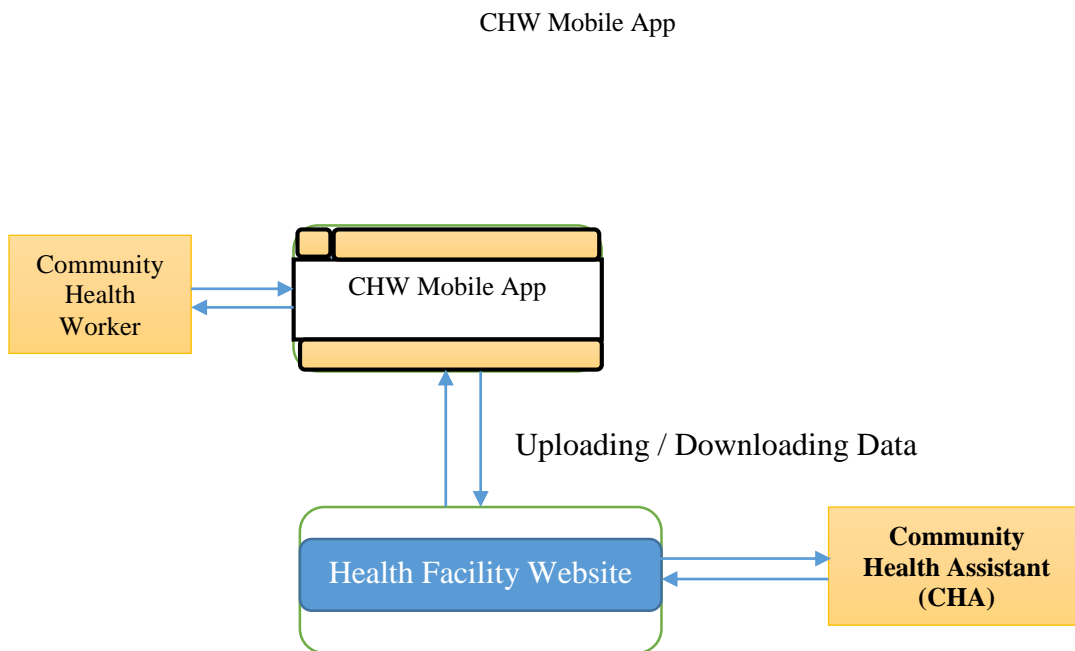 CHW Mobile App
Community
Health
Worker
CHW Mobile App
Uploading / Downloading Data
Health Facility Website
Community
Health Assistant
(CHA)